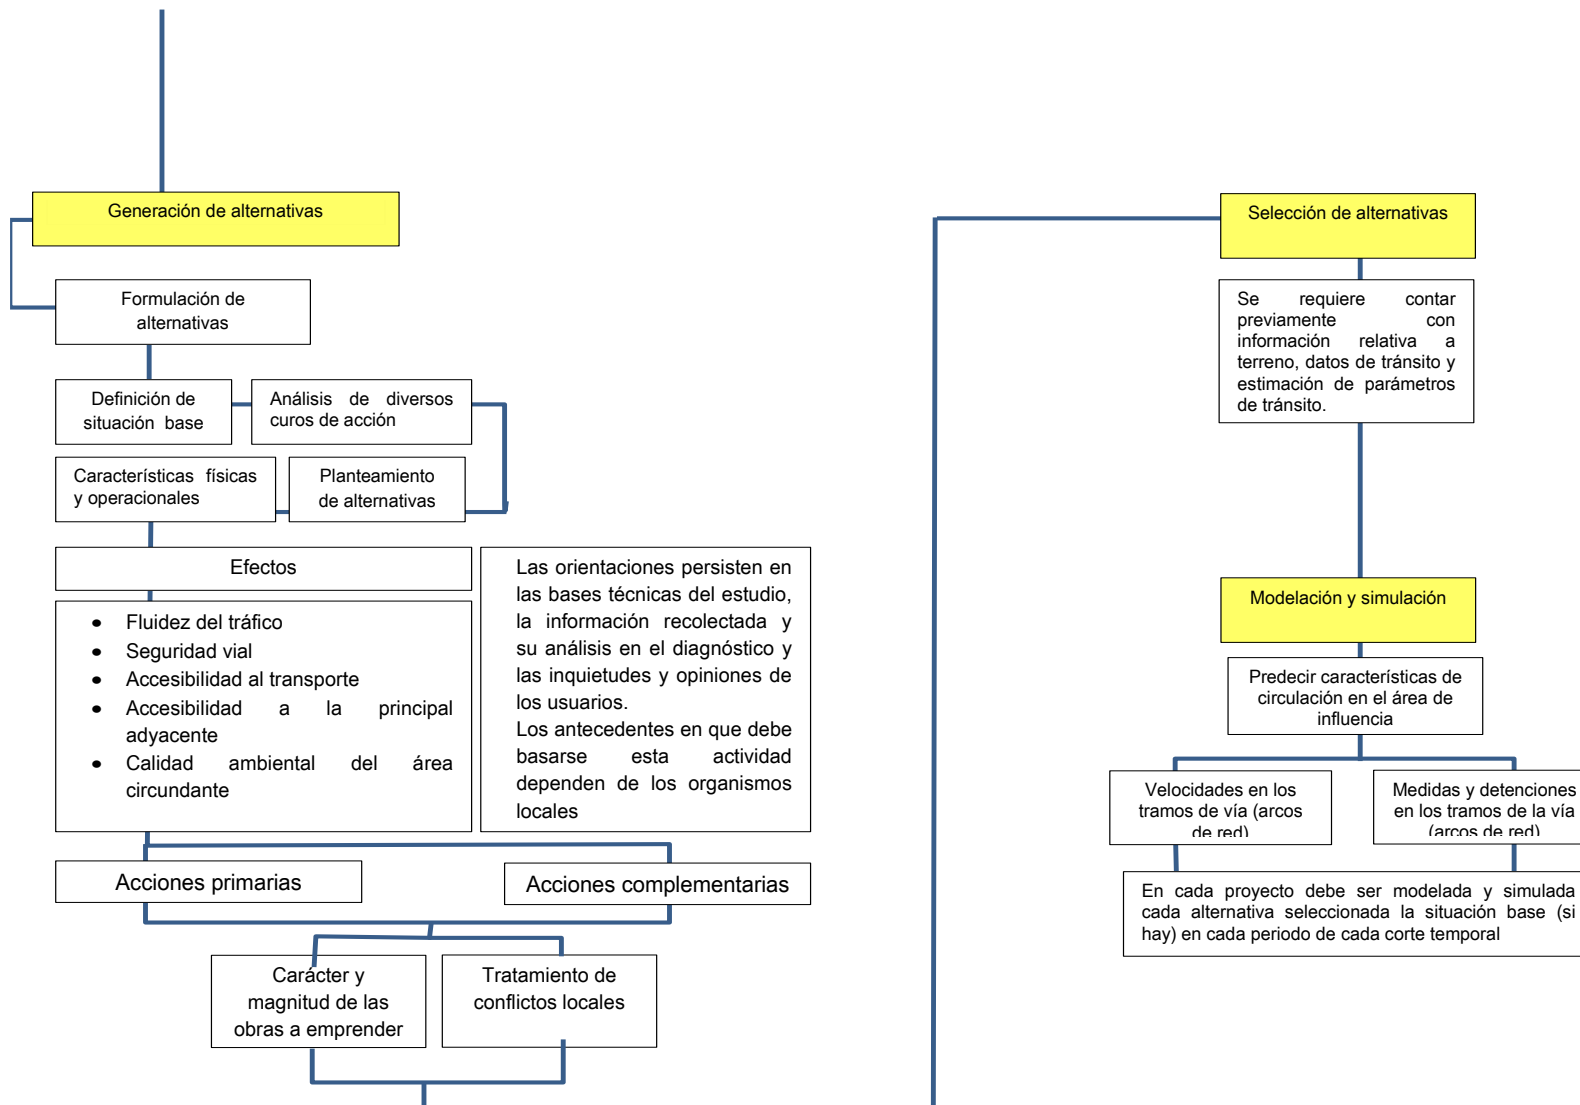 Generación de alternativas
Formulación de
alternativas
Definición de
situación base
Análisis de diversos
curos de acción
Características físicas
y operacionales
Planteamiento
de alternativas
Efectos
• Fluidez del tráfico
• Seguridad vial
• Accesibilidad al transporte
• Accesibilidad a la principal
adyacente
• Calidad ambiental del área
circundante
Las orientaciones persisten en
las bases técnicas del estudio,
la información recolectada y
su análisis en el diagnóstico y
las inquietudes y opiniones de
los usuarios.
Los antecedentes en que debe
basarse esta actividad
dependen de los organismos
locales
Acciones primarias
Acciones complementarias
Carácter y
magnitud de las
obras a emprender
Tratamiento de
conflictos locales
Selección de alternativas
Se requiere contar
previamente con
información relativa a
terreno, datos de tránsito y
estimación de parámetros
de tránsito.
Modelación y simulación
Predecir características de
circulación en el área de
influencia
Velocidades en los
tramos de vía (arcos
de red)
Medidas y detenciones
en los tramos de la vía
(arcos de red)
En cada proyecto debe ser modelada y simulada
cada alternativa seleccionada la situación base (si
hay) en cada periodo de cada corte temporal